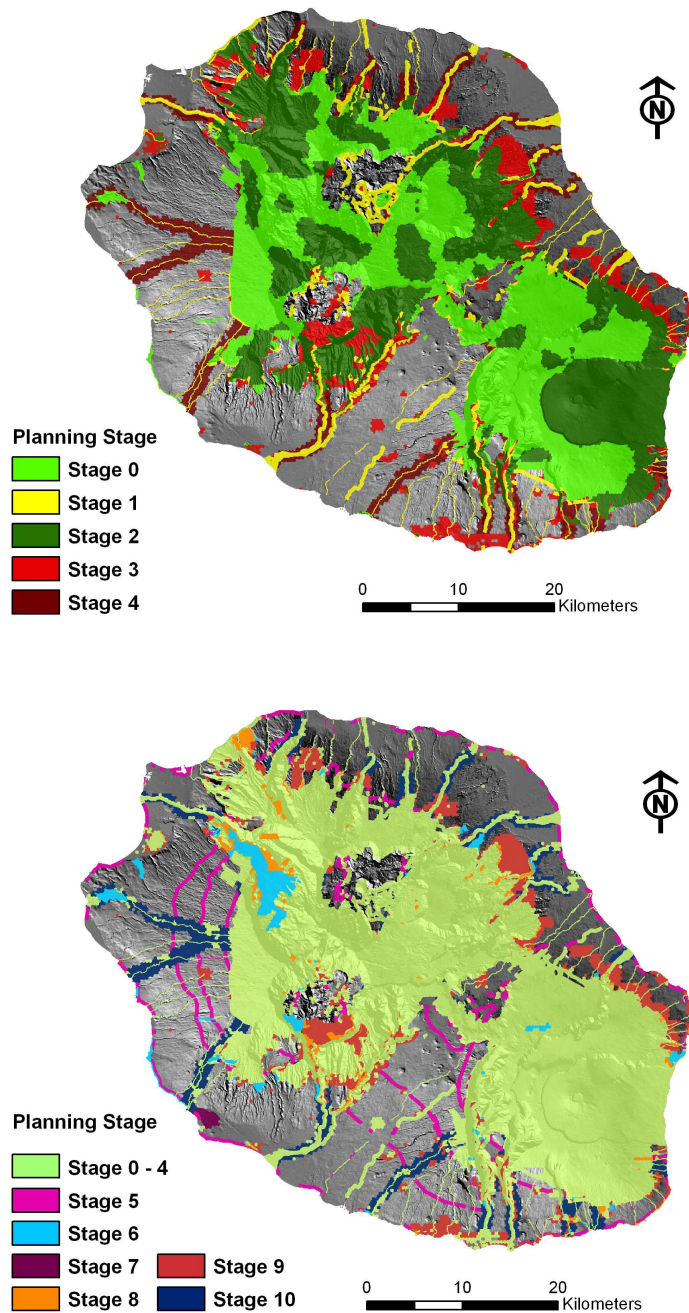 N
Planning Stage
Stage 0
Stage 1
Stage 2
Stage 3
Stage 4
0 10 20
Kilometers
N
Planning Stage
Stage 0 - 4
Stage 5
Stage 6
Stage 7
Stage 8
Stage 9
Stage 10
0 10 20
Kilometers